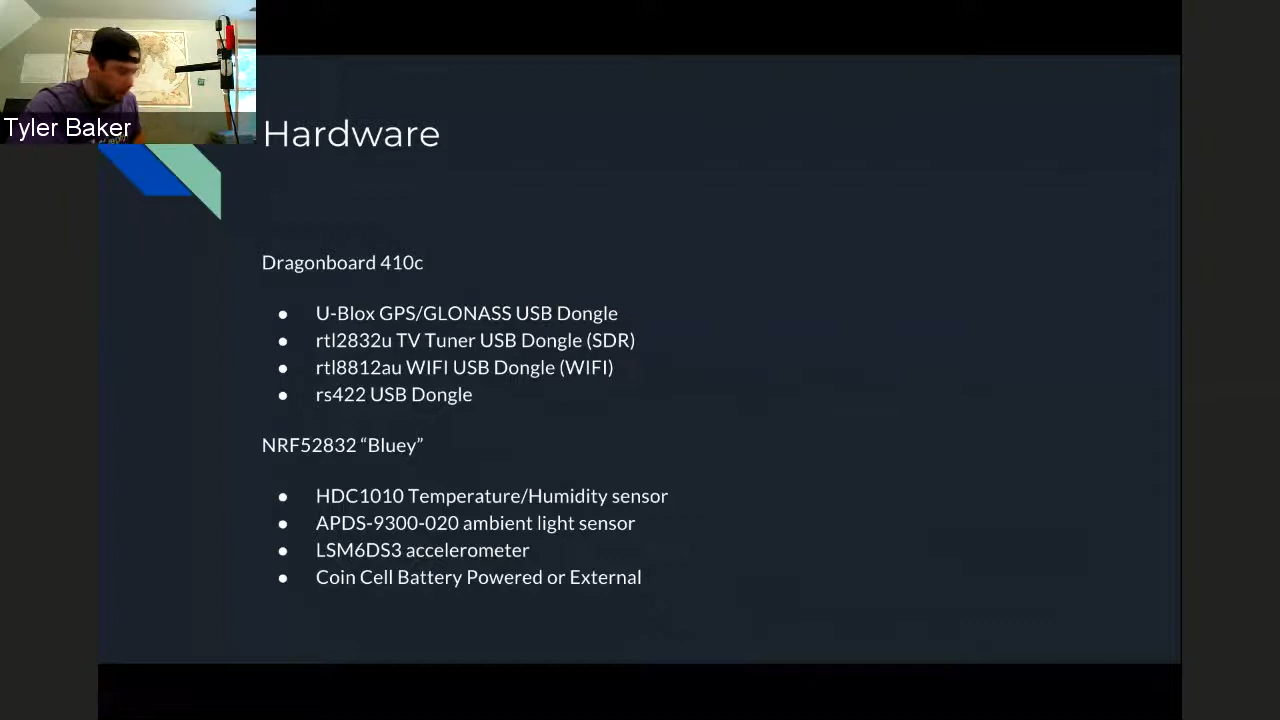 Tyler Baker
Hardware
Dragonboard 410c
● U-Blox GPS/GLONASS USB Dongle
● rtl2832u TV Tuner USB Dongle (SDR)
● rtl8812au WIFI USB Dongle (WIFI)
● rs422 USB Dongle
NRF52832 “Bluey”
● HDC1010 Temperature/Humidity sensor
● APDS-9300-020 ambient light sensor
● LSM6DS3 accelerometer
● Coin Cell Battery Powered or External